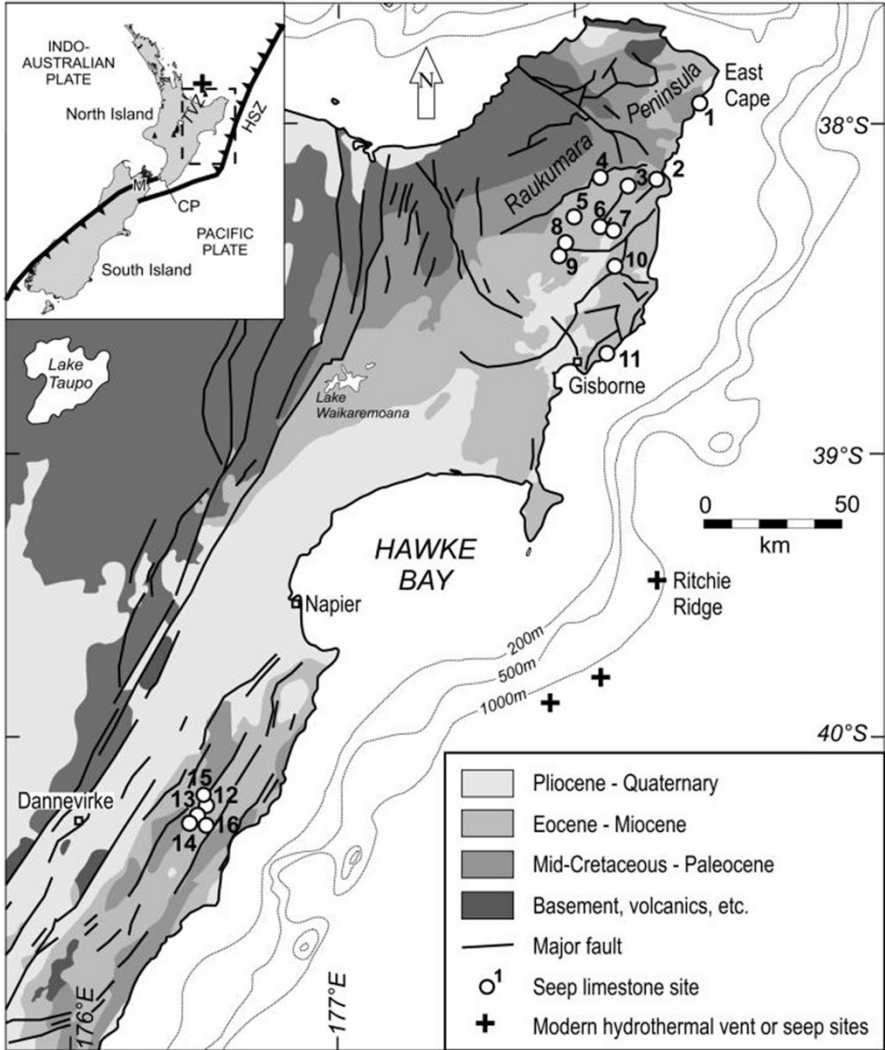 INDO-
AUSTRALIAN
PLATE
North Island
TVZ
HSZ
M
CP
PACIFIC
PLATE
South Island
N
East
Cape
Raukumara Peninsula
38°S
1
2
3
4
5
6
7
8
9
10
11
Gisborne
Lake
Taupo
Lake
Waikaremoana
39°S
0 50
km
HAWKE
BAY
Napier
Ritchie
Ridge
200m
500m
1000m
40°S
Dannevirke
15
13 12
14 16
176°E
177°E
Pliocene - Quaternary
Eocene - Miocene
Mid-Cretaceous - Paleocene
Basement, volcanics, etc.
Major fault
1 Seep limestone site
Modern hydrothermal vent or seep sites